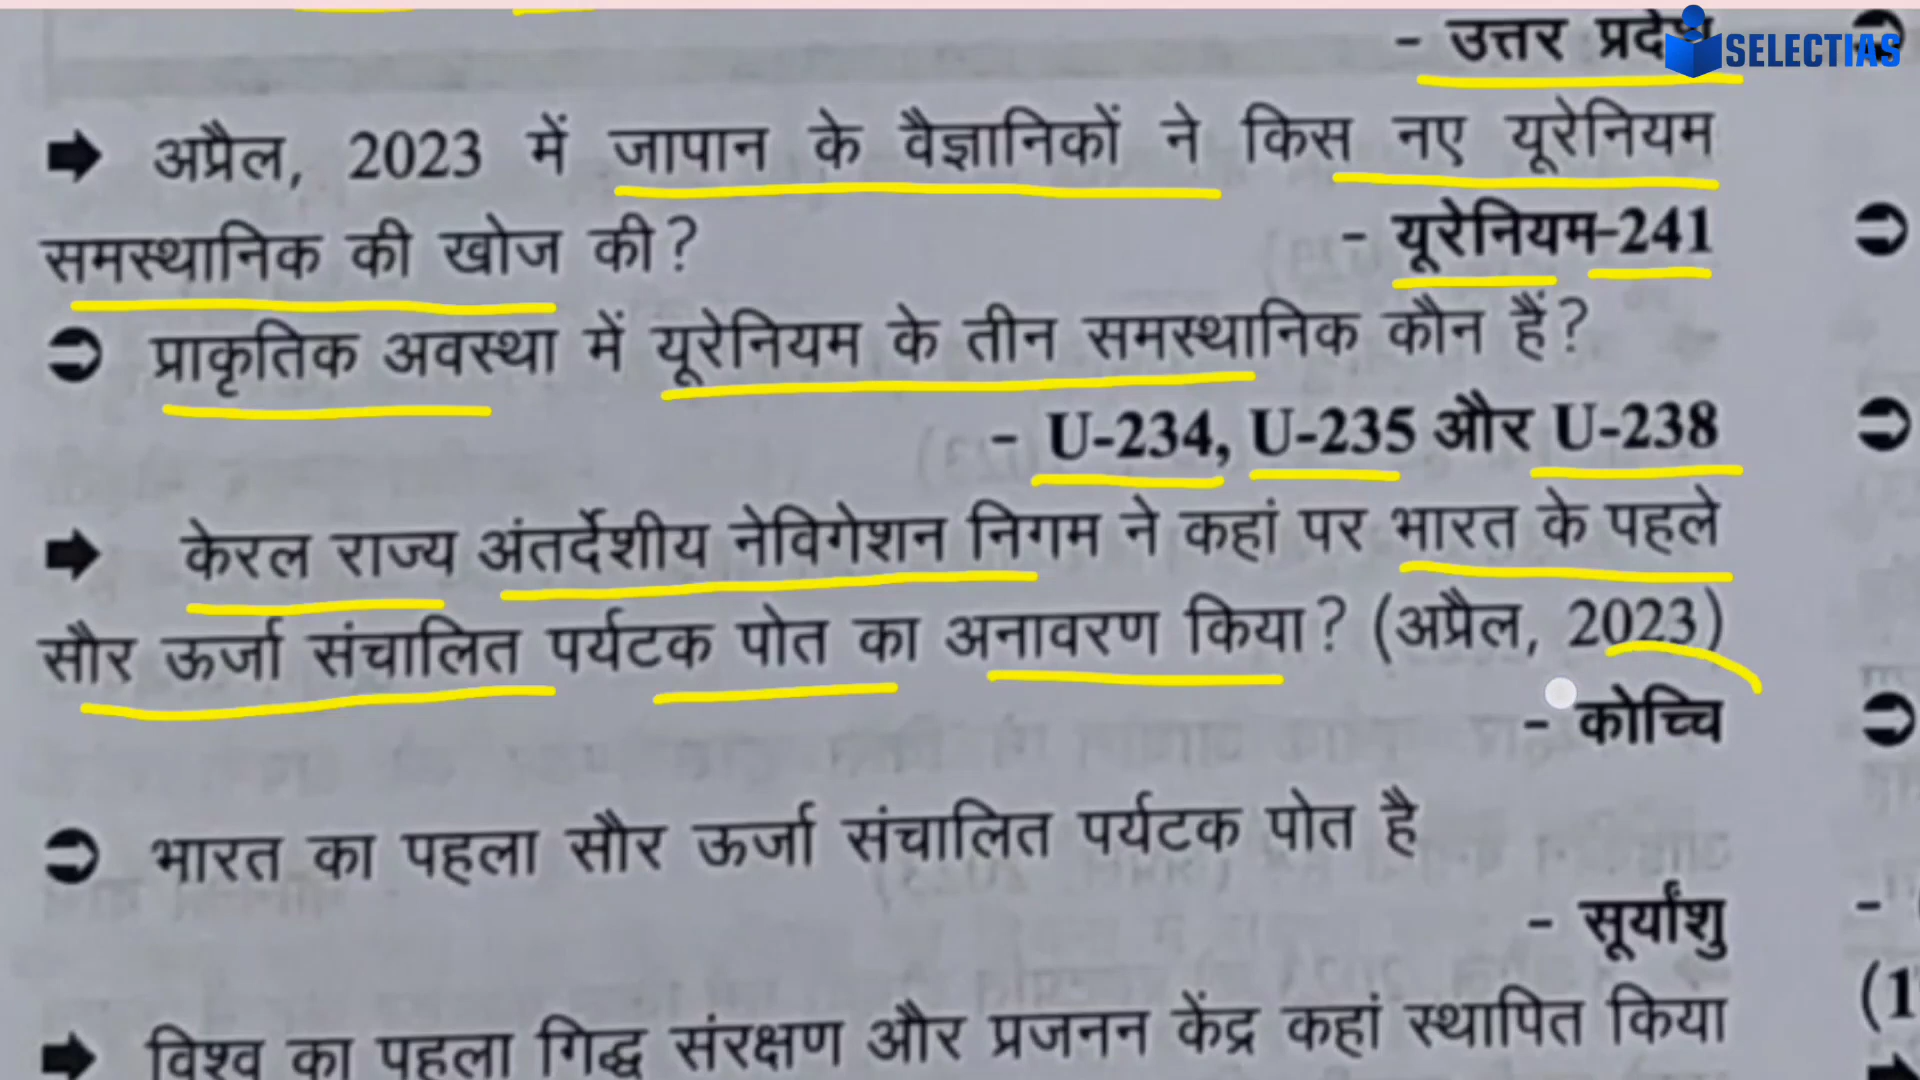 - उत्तर प्रदेश
SELECTIAS
➡ अप्रैल, 2023 में जापान के वैज्ञानिकों ने किस नए यूरेनियम
समस्थानिक की खोज की?
- यूरेनियम-241
प्राकृतिक अवस्था में यूरेनियम के तीन समस्थानिक कौन हैं?
- U-234, U-235 और U-238
➡ केरल राज्य अंतर्देशीय नेविगेशन निगम ने कहां पर भारत के पहले
सौर ऊर्जा संचालित पर्यटक पोत का अनावरण किया? (अप्रैल, 2023)
- कोच्चि
भारत का पहला सौर ऊर्जा संचालित पर्यटक पोत है
- सूर्यांशु
➡ विश्व का पहला गिद्ध संरक्षण और प्रजनन केंद्र कहां स्थापित किया
-
(1